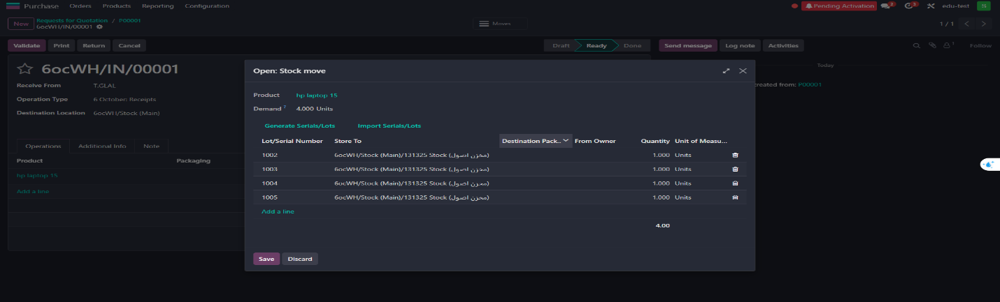 Purchase Orders Products Reporting Configuration Pending Activation 2 3 edu-test S
New Requests for Quotation / P00001 Moves 1 / 1
6ocWH/IN/00001
Validate Print Return Cancel Draft Ready Done Send message Log note Activities 1 Follow
6ocWH/IN/00001 Today
Receive From T.GLAL created from: P00001
Operation Type 6 October: Receipts
Destination Location 6ocWH/Stock (Main)
Operations Additional Info Note
Product Packaging
hp laptop 15
Add a line
Open: Stock move
Product hp laptop 15
Demand ? 4.000 Units
Generate Serials/Lots Import Serials/Lots
Lot/Serial Number Store To Destination Pack.. From Owner Quantity Unit of Measu...
1002 6ocWH/Stock (Main)/131325 Stock (مخزن اصول) 1.000 Units
1003 6ocWH/Stock (Main)/131325 Stock (مخزن اصول) 1.000 Units
1004 6ocWH/Stock (Main)/131325 Stock (مخزن اصول) 1.000 Units
1005 6ocWH/Stock (Main)/131325 Stock (مخزن اصول) 1.000 Units
Add a line
4.00
Save Discard